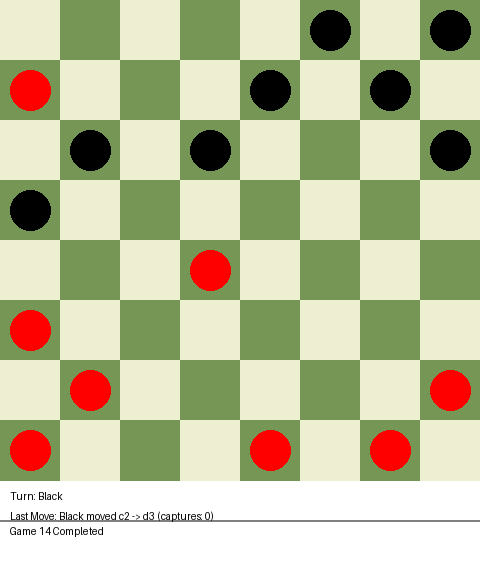 Turn: Black
Last Move: Black moved c2 -> d3 (captures: 0)
Game 14 Completed